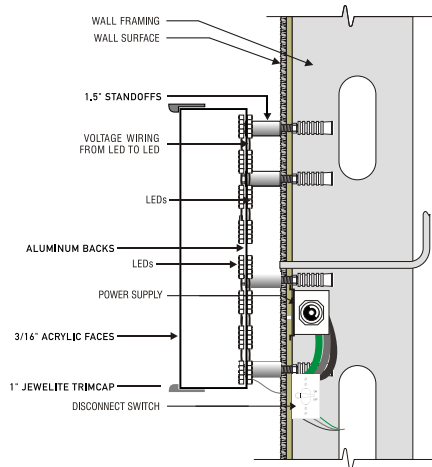 WALL FRAMING
WALL SURFACE
1.5" STANDOFFS
VOLTAGE WIRING
FROM LED TO LED
LEDs
ALUMINUM BACKS
LEDs
POWER SUPPLY
3/16" ACRYLIC FACES
1" JEWELITE TRIMCAP
DISCONNECT SWITCH